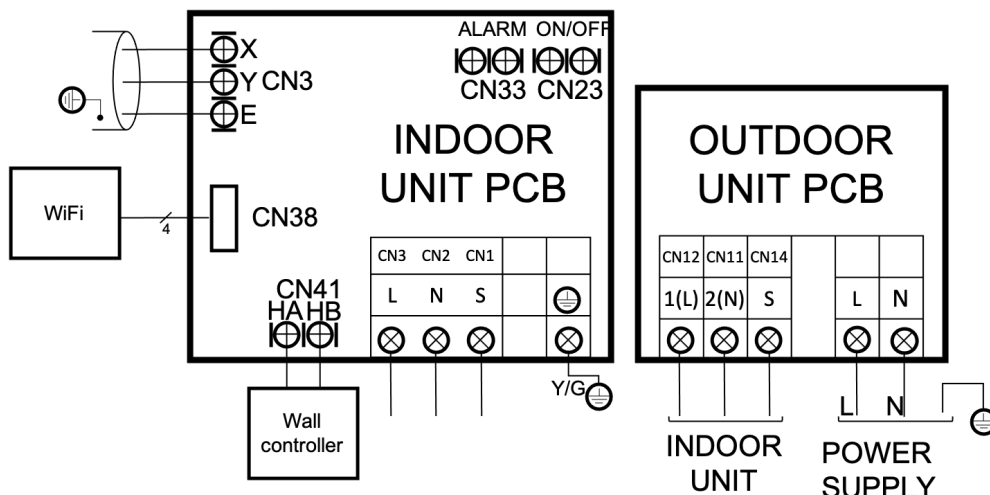 ALARM ON/OFF
CN33 CN23
X
Y CN3
E
INDOOR
UNIT PCB
WiFi
4
CN38
CN3 CN2 CN1
L N S
CN41
HA HB
Y/G
Wall
controller
OUTDOOR
UNIT PCB
CN12 CN11 CN14
1(L) 2(N) S L N
L N
INDOOR
UNIT
POWER
SUPPLY